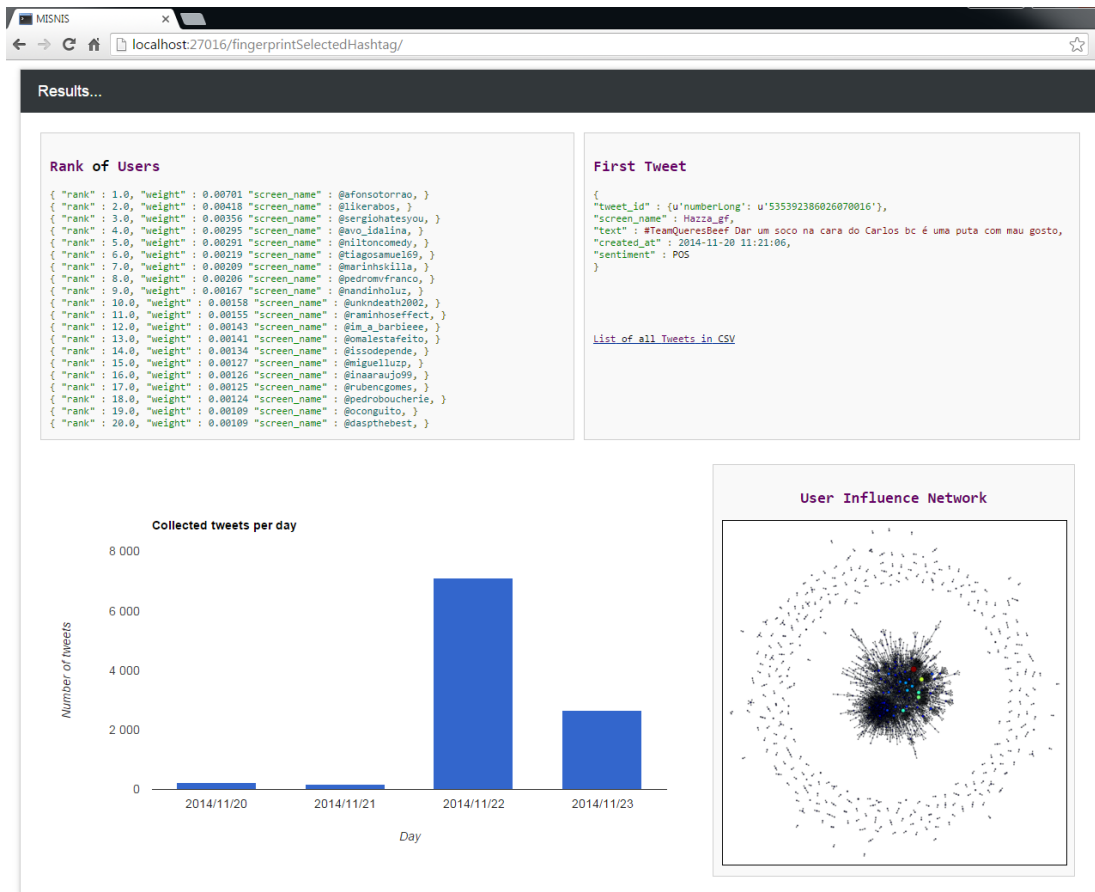 MISNIS
localhost:27016/fingerprintSelectedHashtag/
Results...
Rank of Users
{ "rank" : 1.0, "weight" : 0.00701 "screen_name" : @afonsotorrao, }
{ "rank" : 2.0, "weight" : 0.00418 "screen_name" : @likerabos, }
{ "rank" : 3.0, "weight" : 0.00356 "screen_name" : @sergiohatesyou, }
{ "rank" : 4.0, "weight" : 0.00295 "screen_name" : @avo_idalina, }
{ "rank" : 5.0, "weight" : 0.00291 "screen_name" : @niltoncomedy, }
{ "rank" : 6.0, "weight" : 0.00219 "screen_name" : @tiagosamuel69, }
{ "rank" : 7.0, "weight" : 0.00209 "screen_name" : @marinhskilla, }
{ "rank" : 8.0, "weight" : 0.00206 "screen_name" : @pedromvfranco, }
{ "rank" : 9.0, "weight" : 0.00167 "screen_name" : @nandinholuz, }
{ "rank" : 10.0, "weight" : 0.00158 "screen_name" : @unkndeath2002, }
{ "rank" : 11.0, "weight" : 0.00155 "screen_name" : @raminhoseffect, }
{ "rank" : 12.0, "weight" : 0.00143 "screen_name" : @im_a_barbieee, }
{ "rank" : 13.0, "weight" : 0.00141 "screen_name" : @omalestafeito, }
{ "rank" : 14.0, "weight" : 0.00134 "screen_name" : @issodepende, }
{ "rank" : 15.0, "weight" : 0.00127 "screen_name" : @miguelluzp, }
{ "rank" : 16.0, "weight" : 0.00126 "screen_name" : @inaaraujo99, }
{ "rank" : 17.0, "weight" : 0.00125 "screen_name" : @rubencgomes, }
{ "rank" : 18.0, "weight" : 0.00124 "screen_name" : @pedroboucherie, }
{ "rank" : 19.0, "weight" : 0.00109 "screen_name" : @oconguito, }
{ "rank" : 20.0, "weight" : 0.00109 "screen_name" : @daspthebest, }
First Tweet
{
"tweet_id" : {u'numberLong': u'535392386026070016'},
"screen_name" : Hazza_gf,
"text" : #TeamQueresBeef Dar um soco na cara do Carlos bc é uma puta com mau gosto,
"created_at" : 2014-11-20 11:21:06,
"sentiment" : POS
}
List of all Tweets in CSV
Collected tweets per day
8 000
6 000
4 000
2 000
0
Number of tweets
2014/11/20
2014/11/21
2014/11/22
2014/11/23
Day
User Influence Network